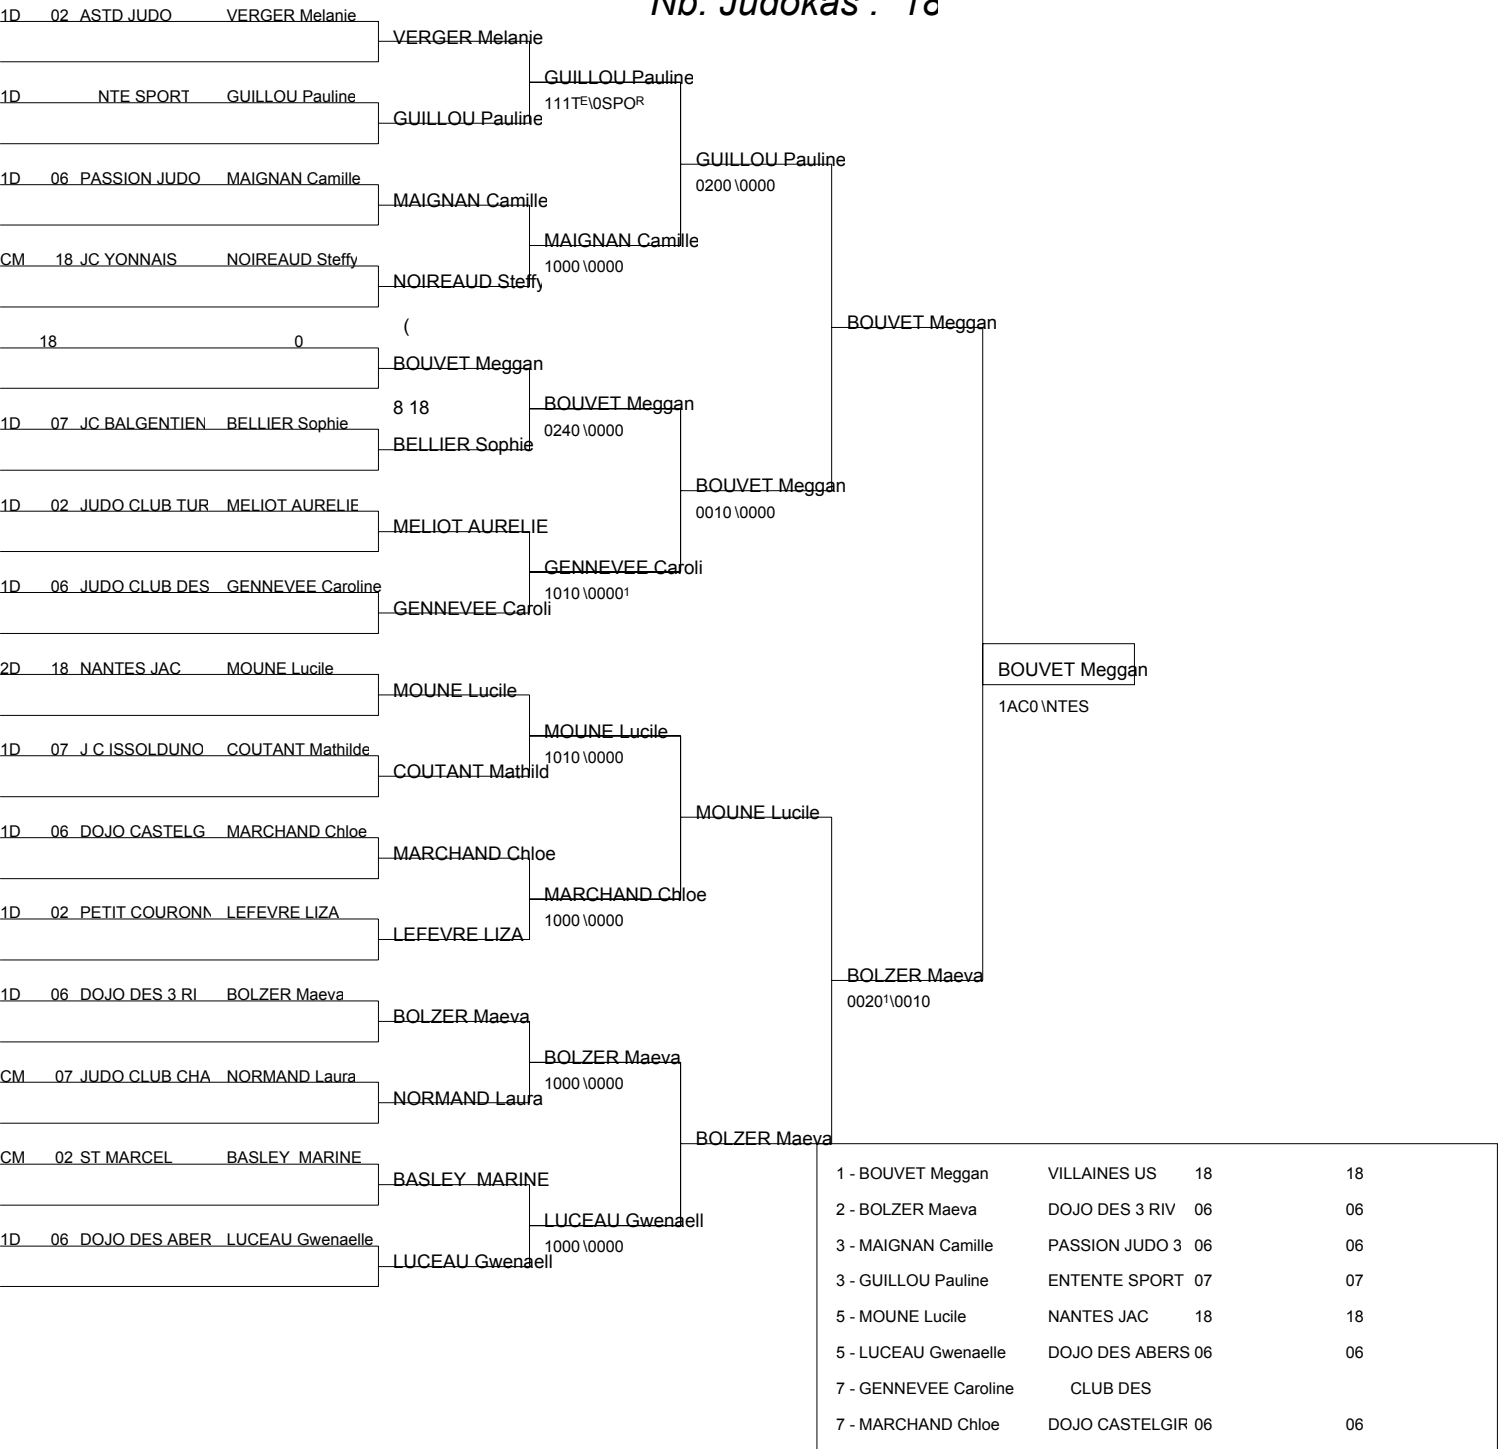 Nb. Judokas : 18
1D 02 ASTD JUDO VERGER Melanie
VERGER Melanie
GUILLOU Pauline
1D NTE SPORT GUILLOU Pauline
111TE\0SPOR
GUILLOU Pauline
GUILLOU Pauline
1D 06 PASSION JUDO MAIGNAN Camille
0200 \0000
MAIGNAN Camille
MAIGNAN Camille
CM 18 JC YONNAIS NOIREAUD Steffy
1000 \0000
NOIREAUD Steffy
(
BOUVET Meggan
18 0
BOUVET Meggan
8 18
BOUVET Meggan
1D 07 JC BALGENTIEN BELLIER Sophie
0240 \0000
BELLIER Sophie
BOUVET Meggan
1D 02 JUDO CLUB TUR MELIOT AURELIE
0010 \0000
MELIOT AURELIE
GENNEVEE Caroli
1D 06 JUDO CLUB DES GENNEVEE Caroline
1010 \00001
GENNEVEE Caroli
2D 18 NANTES JAC MOUNE Lucile
BOUVET Meggan
MOUNE Lucile
1AC0 \NTES
MOUNE Lucile
1D 07 J C ISSOLDUNO COUTANT Mathilde
1010 \0000
COUTANT Mathild
MOUNE Lucile
1D 06 DOJO CASTELG MARCHAND Chloe
MARCHAND Chloe
MARCHAND Chloe
1D 02 PETIT COURONN LEFEVRE LIZA
1000 \0000
LEFEVRE LIZA
BOLZER Maeva
1D 06 DOJO DES 3 RI BOLZER Maeva
00201\0010
BOLZER Maeva
BOLZER Maeva
CM 07 JUDO CLUB CHA NORMAND Laura
1000 \0000
NORMAND Laura
BOLZER Maeva
CM 02 ST MARCEL BASLEY MARINE
BASLEY MARINE
LUCEAU Gwenaell
1D 06 DOJO DES ABER LUCEAU Gwenaelle
1000 \0000
LUCEAU Gwenaell
1 - BOUVET Meggan VILLAINES US 18 18
2 - BOLZER Maeva DOJO DES 3 RIV 06 06
3 - MAIGNAN Camille PASSION JUDO 3 06 06
3 - GUILLOU Pauline ENTENTE SPORT 07 07
5 - MOUNE Lucile NANTES JAC 18 18
5 - LUCEAU Gwenaelle DOJO DES ABERS 06 06
7 - GENNEVEE Caroline CLUB DES
7 - MARCHAND Chloe DOJO CASTELGIR 06 06